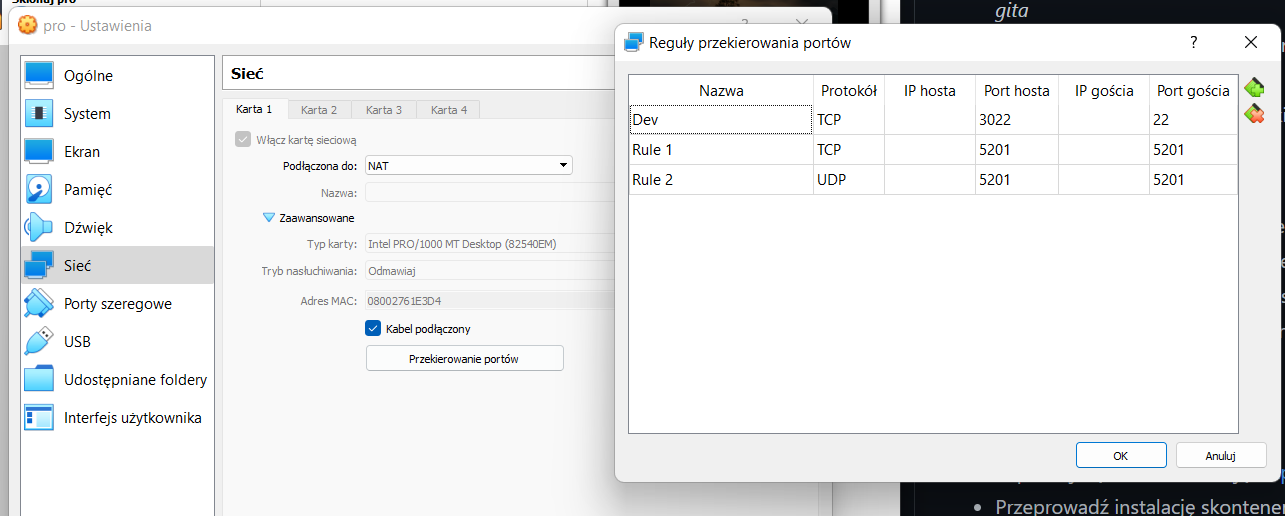 Sklonuj pro
pro - Ustawienia
?
Ogólne
System
Ekran
Pamięć
Dźwięk
Sieć
Porty szeregowe
USB
Udostępniane foldery
Interfejs użytkownika
Sieć
Karta 1 Karta 2 Karta 3 Karta 4
Włącz kartę sieciową
Podłączona do: NAT
Nazwa:
Zaawansowane
Typ karty: Intel PRO/1000 MT Desktop (82540EM)
Tryb nasłuchiwania: Odmawiaj
Adres MAC: 08002761E3D4
Kabel podłączony
Przekierowanie portów
gita
Reguły przekierowania portów ?
Nazwa Protokół IP hosta Port hosta IP gościa Port gościa
Dev TCP 3022 22
Rule 1 TCP 5201 5201
Rule 2 UDP 5201 5201
OK Anuluj
• Przeprowadź instalację skontener